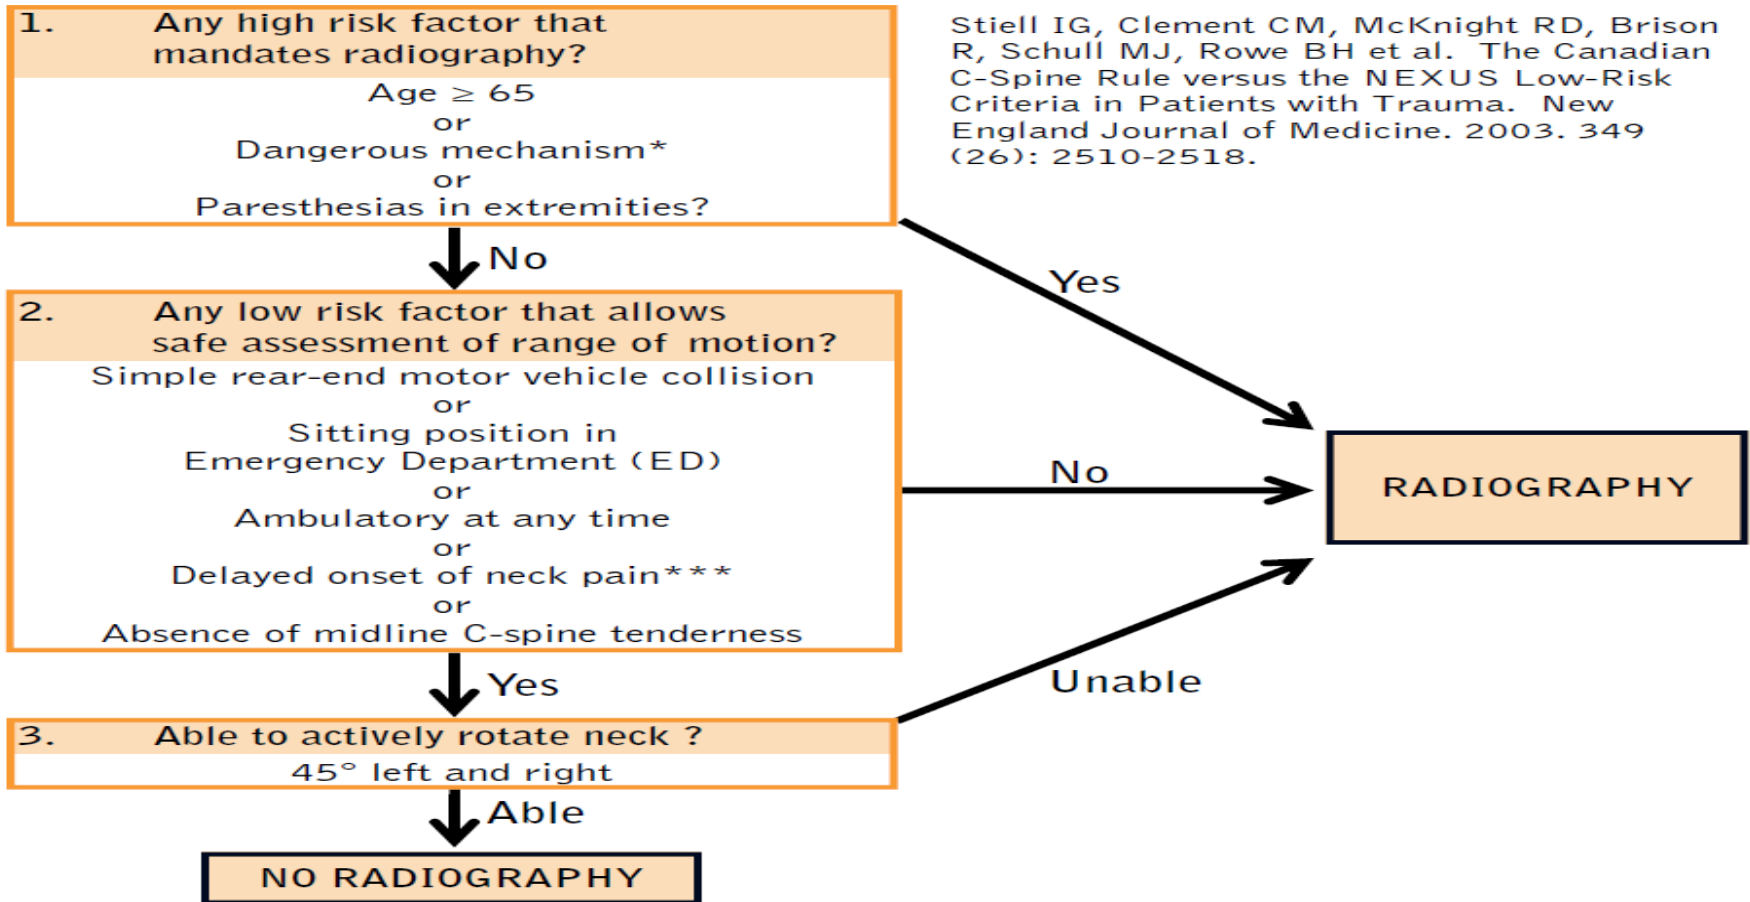 1. Any high risk factor that
mandates radiography?
Age ≥ 65
or
Dangerous mechanism*
or
Paresthesias in extremities?
Stiell IG, Clement CM, McKnight RD, Brison
R, Schull MJ, Rowe BH et al. The Canadian
C-Spine Rule versus the NEXUS Low-Risk
Criteria in Patients with Trauma. New
England Journal of Medicine. 2003. 349
(26): 2510-2518.
No
Yes
2. Any low risk factor that allows
safe assessment of range of motion?
Simple rear-end motor vehicle collision
or
Sitting position in
Emergency Department (ED)
or
Ambulatory at any time
or
Delayed onset of neck pain***
or
Absence of midline C-spine tenderness
No
RADIOGRAPHY
Yes
Unable
3. Able to actively rotate neck ?
45° left and right
Able
NO RADIOGRAPHY